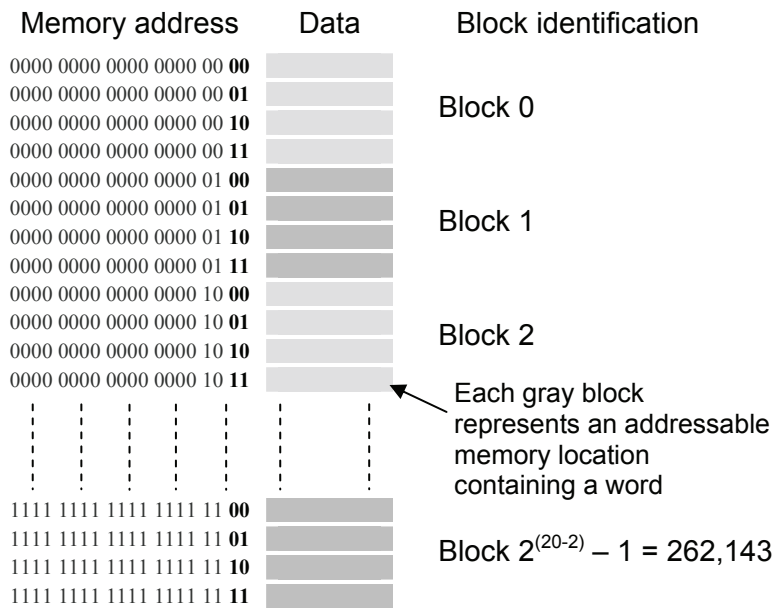 Memory address Data Block identification
0000 0000 0000 0000 00 00
0000 0000 0000 0000 00 01
0000 0000 0000 0000 00 10
0000 0000 0000 0000 00 11
Block 0
0000 0000 0000 0000 01 00
0000 0000 0000 0000 01 01
0000 0000 0000 0000 01 10
0000 0000 0000 0000 01 11
Block 1
0000 0000 0000 0000 10 00
0000 0000 0000 0000 10 01
0000 0000 0000 0000 10 10
0000 0000 0000 0000 10 11
Block 2
Each gray block
represents an addressable
memory location
containing a word
1111 1111 1111 1111 11 00
1111 1111 1111 1111 11 01
1111 1111 1111 1111 11 10
1111 1111 1111 1111 11 11
Block 2^(20-2) – 1 = 262,143